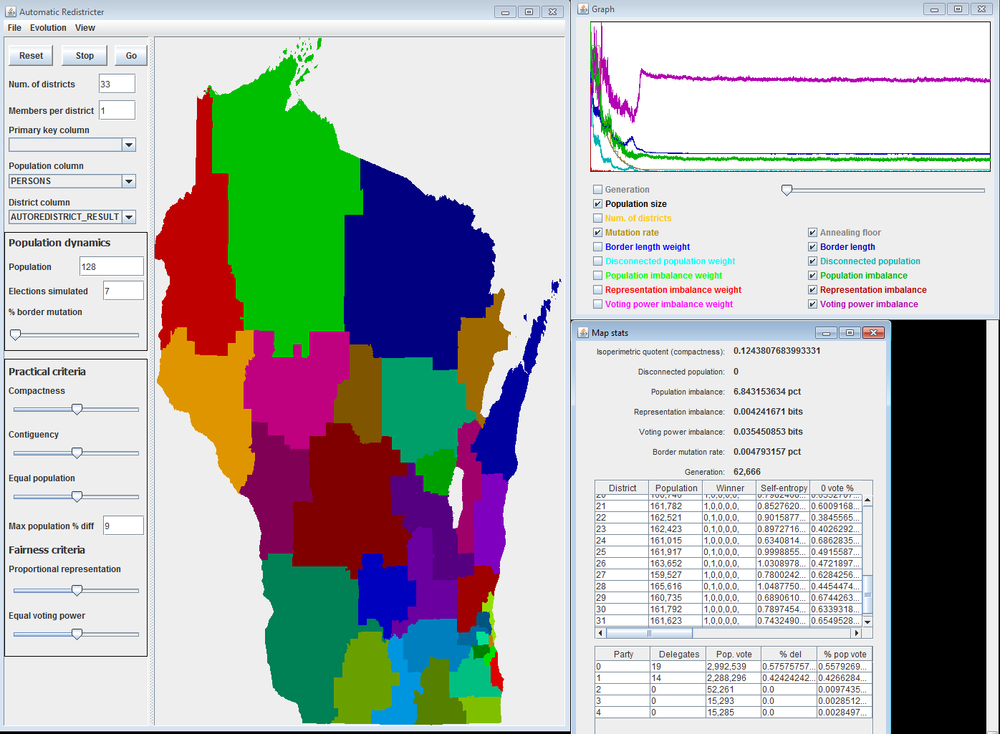 Automatic Redistricter
File Evolution View
Reset Stop Go
Num. of districts 33
Members per district 1
Primary key column
Population column
PERSONS
District column
AUTOREDISTRICT_RESULT
Population dynamics
Population 128
Elections simulated 7
% border mutation
Practical criteria
Compactness
Contiguency
Equal population
Max population % diff 9
Fairness criteria
Proportional representation
Equal voting power
Graph
Generation
Population size
Num. of districts
Mutation rate Annealing floor
Border length weight Border length
Disconnected population weight Disconnected population
Population imbalance weight Population imbalance
Representation imbalance weight Representation imbalance
Voting power imbalance weight Voting power imbalance
Map stats
Isoperimetric quotent (compactness): 0.1243807683993331
Disconnected population: 0
Population imbalance: 6.843153634 pct
Representation imbalance: 0.004241671 bits
Voting power imbalance: 0.035450853 bits
Border mutation rate: 0.004793157 pct
Generation: 62,666
District Population Winner Self-entropy 0 vote %
21 161,782 1,0,0,0,0, 0.8527620... 0.6009168...
22 162,521 0,1,0,0,0, 0.9015877... 0.3845565...
23 162,423 0,1,0,0,0, 0.8972716... 0.4026292...
24 161,015 1,0,0,0,0, 0.6340814... 0.6862835...
25 161,917 0,1,0,0,0, 0.9998855... 0.4915587...
26 163,652 0,1,0,0,0, 1.0308978... 0.4721897...
27 159,527 1,0,0,0,0, 0.7800242... 0.6284256...
28 165,616 0,1,0,0,0, 1.0487750... 0.4454474...
29 160,735 1,0,0,0,0, 0.6890610... 0.6744263...
30 161,792 1,0,0,0,0, 0.7897454... 0.6339318...
31 161,623 1,0,0,0,0, 0.7432490... 0.6549528...
Party Delegates Pop. vote % del % pop vote
0 19 2,992,539 0.57575757... 0.5579269...
1 14 2,288,296 0.42424242... 0.4266284...
2 0 52,261 0.0 0.0097435...
3 0 15,293 0.0 0.0028512...
4 0 15,285 0.0 0.0028497...